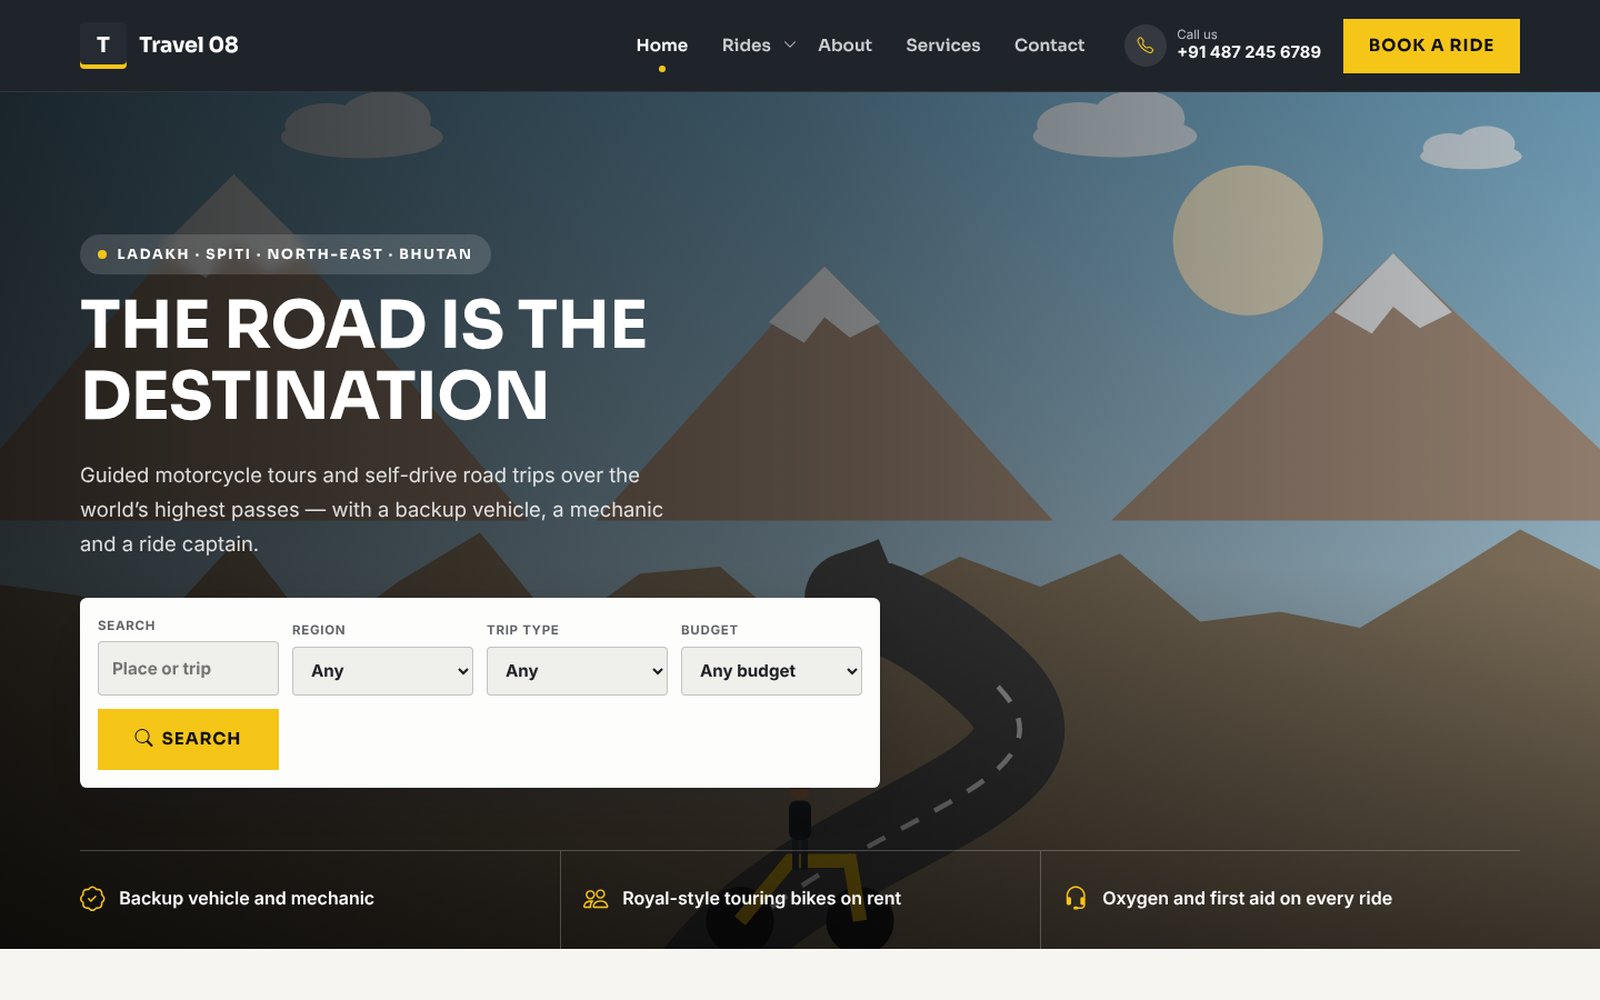 T
Travel 08
Home
Rides
About
Services
Contact
Call us
+91 487 245 6789
BOOK A RIDE
LADAKH · SPITI · NORTH-EAST · BHUTAN
THE ROAD IS THE
DESTINATION
Guided motorcycle tours and self-drive road trips over the
world’s highest passes — with a backup vehicle, a mechanic
and a ride captain.
SEARCH
REGION
TRIP TYPE
BUDGET
Place or trip
Any
Any
Any budget
SEARCH
Backup vehicle and mechanic
Royal-style touring bikes on rent
Oxygen and first aid on every ride